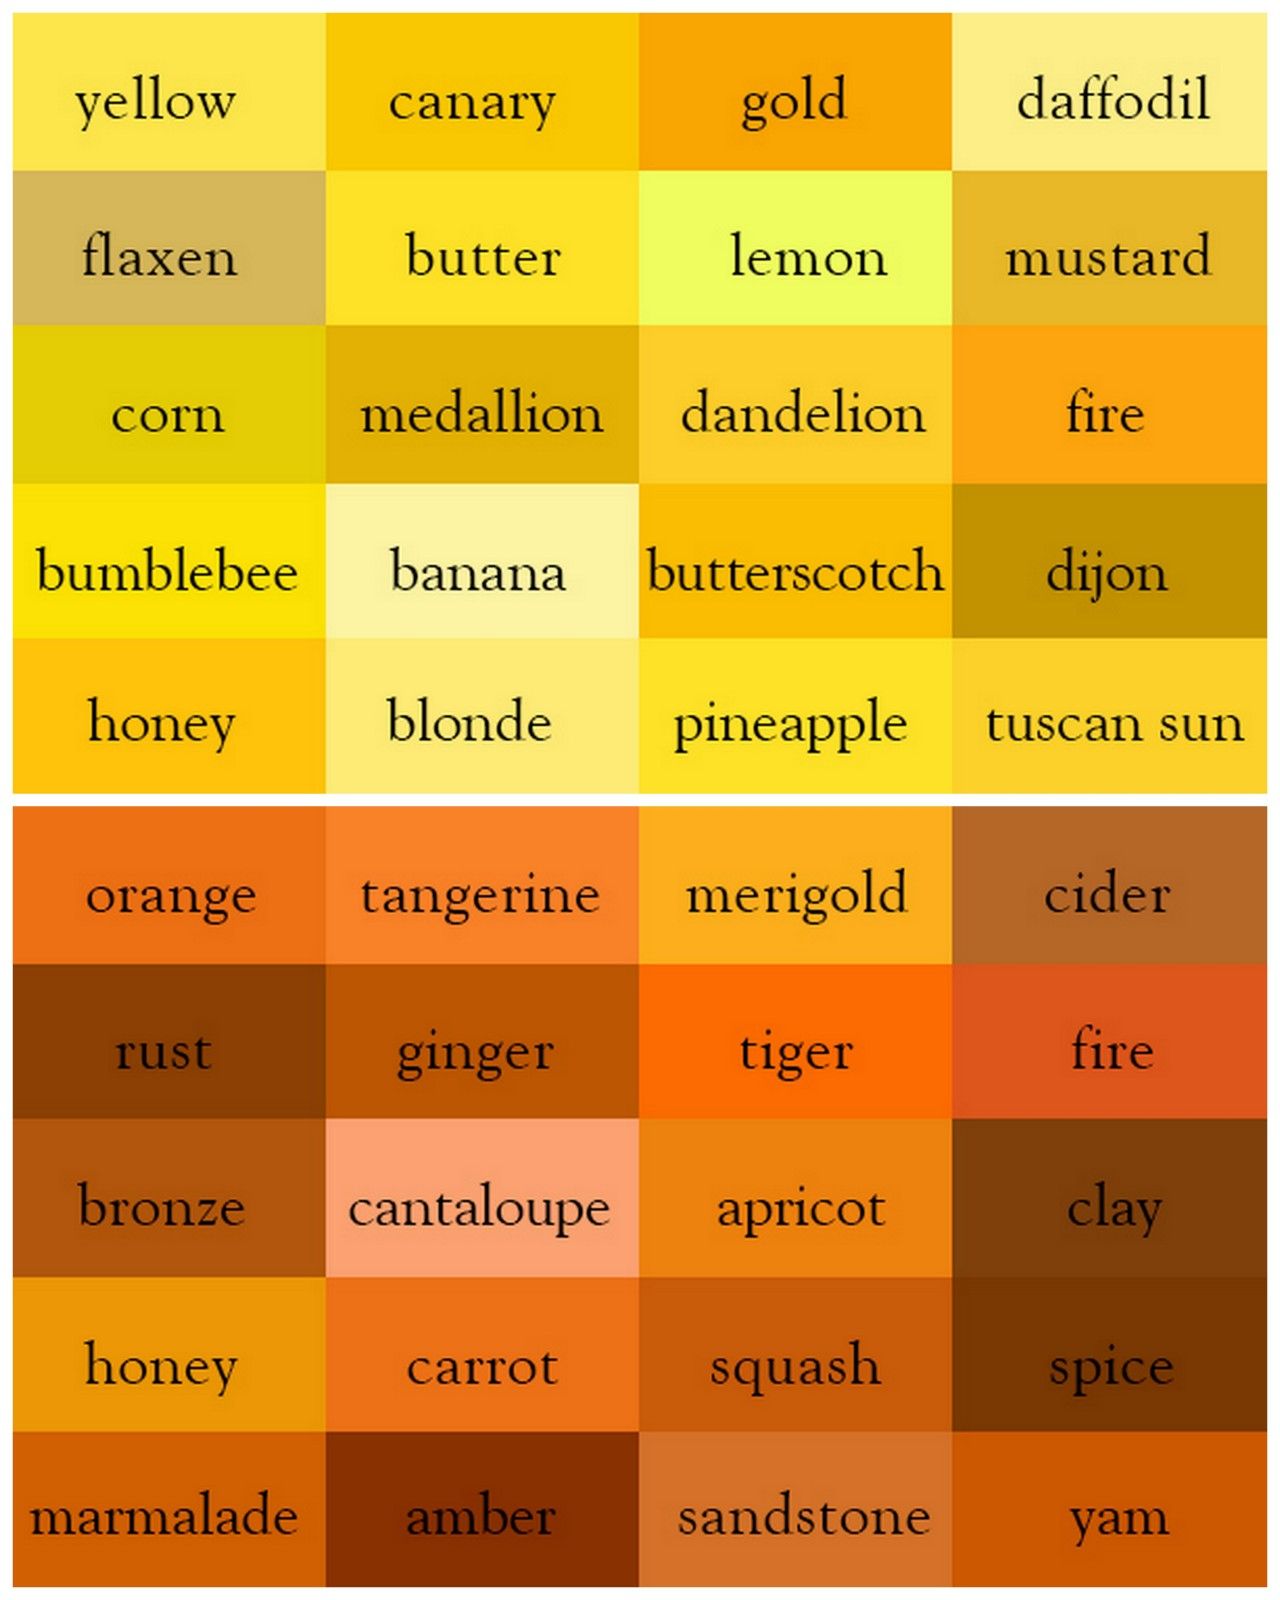 yellow canary gold daffodil
flaxen butter lemon mustard
corn medallion dandelion fire
bumblebee banana butterscotch dijon
honey blonde pineapple tuscan sun
orange tangerine merigold cider
rust ginger tiger fire
bronze cantaloupe apricot clay
honey carrot squash spice
marmalade amber sandstone yam